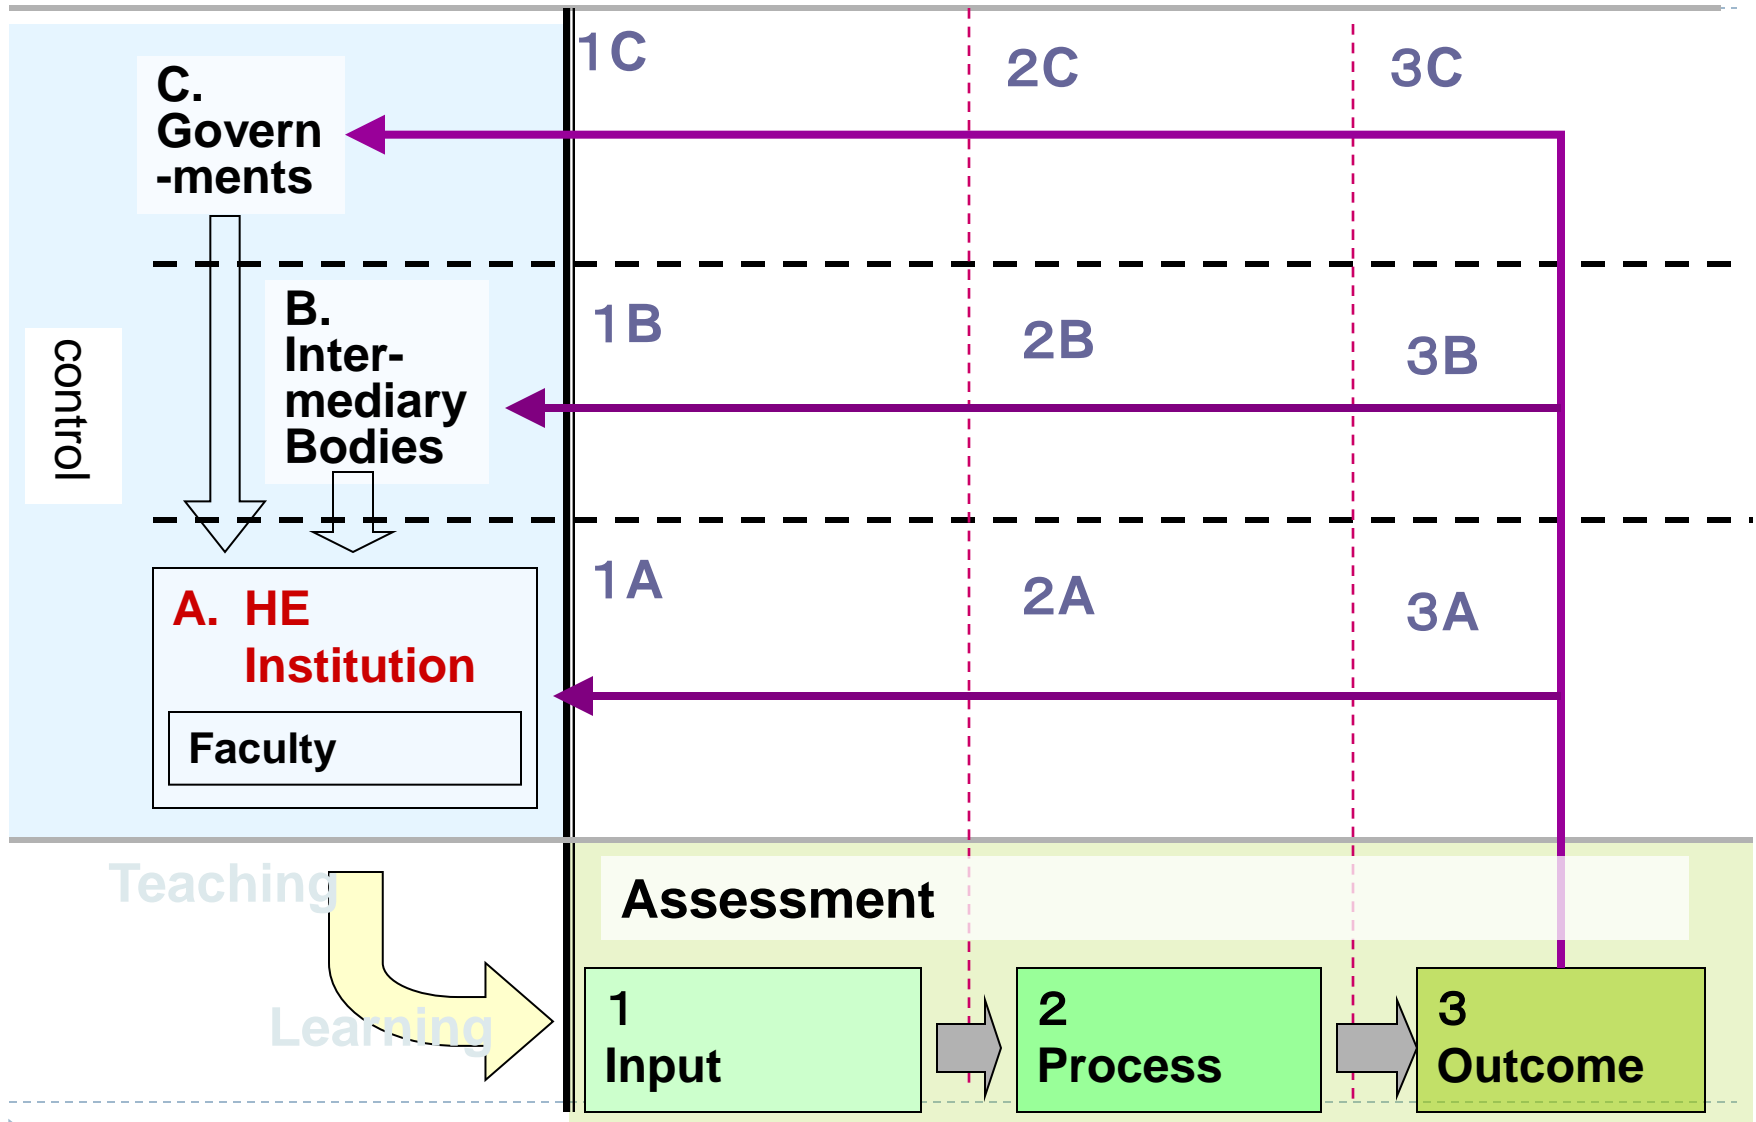 1C
2C
3C
C.
Govern
-ments
B.
Inter-
mediary
Bodies
1B
2B
3B
control
A. HE
Institution
Faculty
1A
2A
3A
Teaching
Learning
Assessment
1
Input
2
Process
3
Outcome